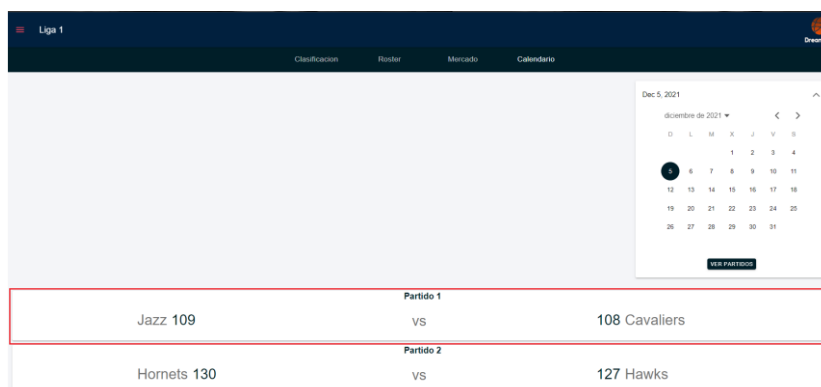 Liga 1
Clasificacion Roster Mercado Calendario
Dec 5, 2021
diciembre de 2021
D L M X J V S
1 2 3 4
5 6 7 8 9 10 11
12 13 14 15 16 17 18
19 20 21 22 23 24 25
26 27 28 29 30 31
VER PARTIDOS
Partido 1
Jazz 109 vs 108 Cavaliers
Partido 2
Hornets 130 vs 127 Hawks